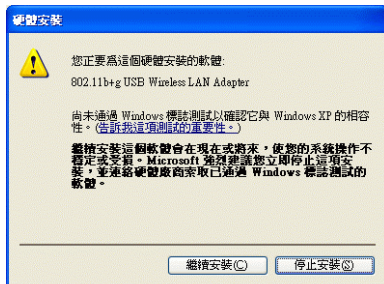 硬體安裝
您正要為這個硬體安裝的軟體:
802.11b+g USB Wireless LAN Adapter
尚未通過 Windows 標誌測試以確認它與 Windows XP 的相容
性。(告訴我這項測試的重要性。)
繼續安裝這個軟體會在現在或將來，使您的系統操作不
穩定或受損。Microsoft 強烈建議您立即停止這項安
裝，並連絡硬體廠商索取已通過 Windows 標誌測試的
軟體。
繼續安裝(C)
停止安裝(S)